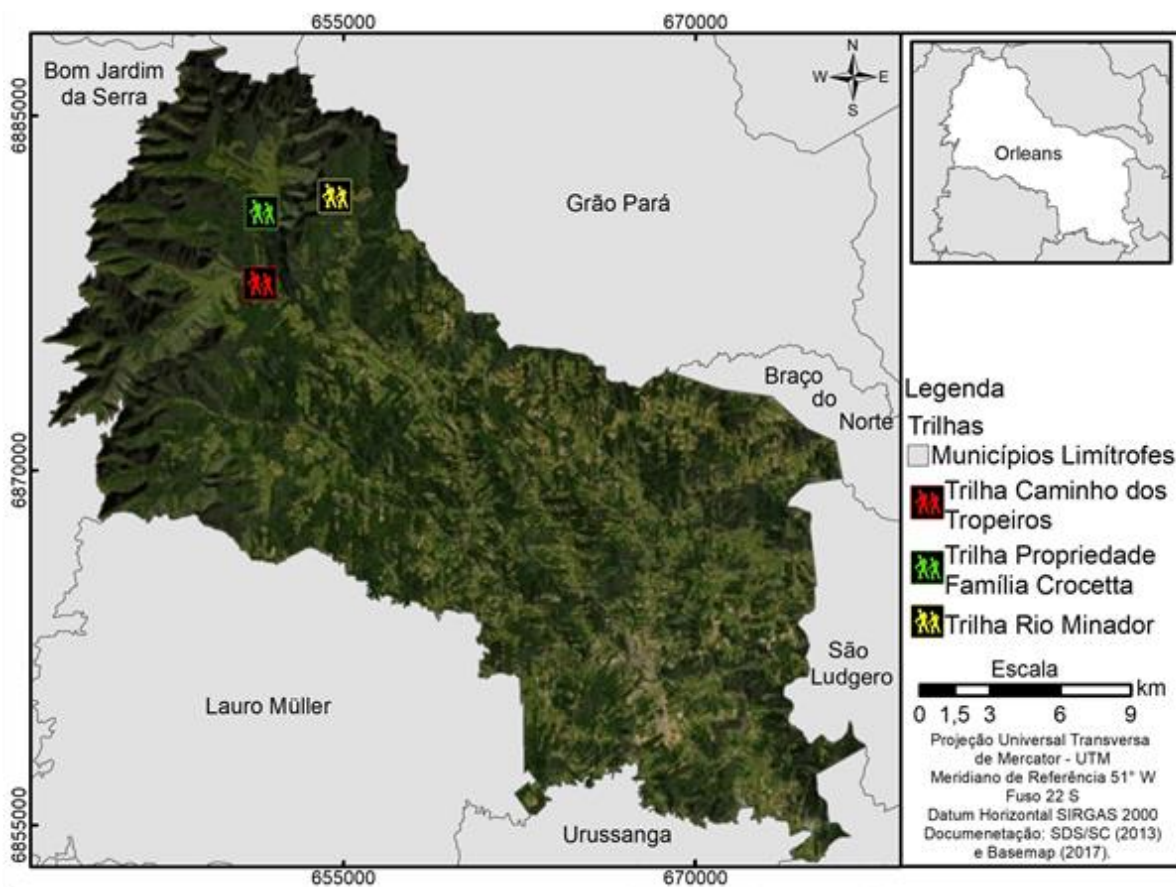 655000
670000
Bom Jardim
da Serra
N
W
E
S
6885000
Grão Pará
6870000
Braço
do
Norte
São
Ludgero
Lauro Müller
6855000
Urussanga
655000
670000
Orleans
Legenda
Trilhas
Municípios Limítrofes
Trilha Caminho dos
Tropeiros
Trilha Propriedade
Família Crocetta
Trilha Rio Minador
Escala
km
0 1,5 3 6 9
Projeção Universal Transversa
de Mercator - UTM
Meridiano de Referência 51° W
Fuso 22 S
Datum Horizontal SIRGAS 2000
Documenetação: SDS/SC (2013)
e Basemap (2017).